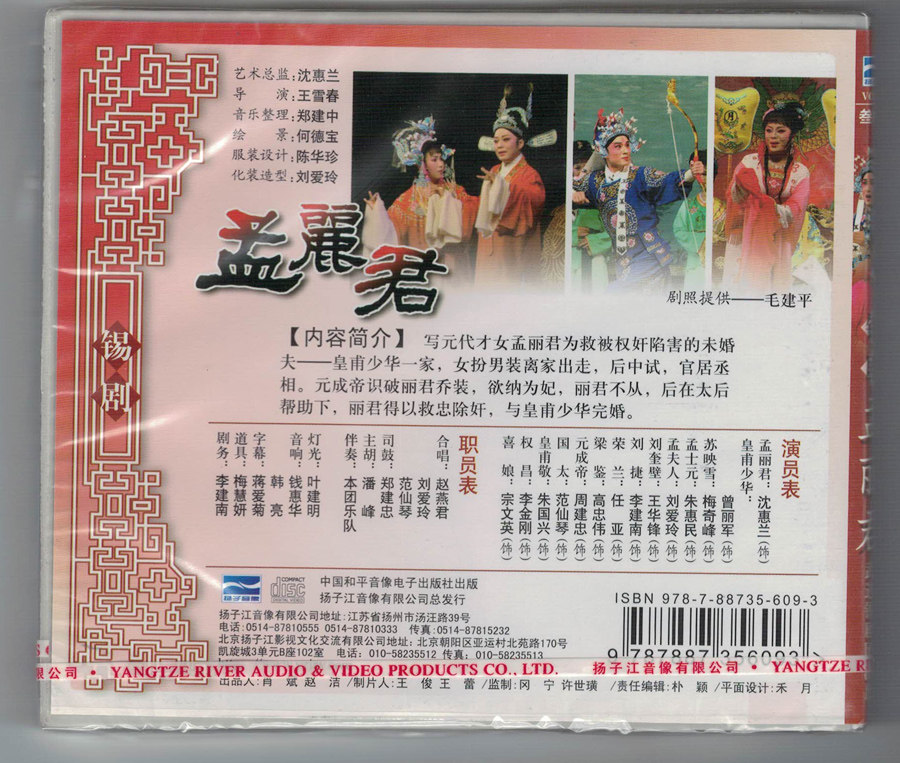 艺术总监:沈惠兰
导 演:王雪春
音乐整理:郑建中
绘 景:何德宝
服装设计:陈华珍
化装造型:刘爱玲
孟麗君
剧照提供——毛建平
锡剧
【内容简介】 写元代才女孟丽君为救被权奸陷害的未婚
夫——皇甫少华一家，女扮男装离家出走，后中试，官居丞
相。元成帝识破丽君乔装，欲纳为妃，丽君不从，后在太后
帮助下，丽君得以救忠除奸，与皇甫少华完婚。
演员表
孟丽君:沈惠兰(饰)
皇甫少华:
曾丽军(饰)
苏映雪:梅奇峰(饰)
孟士元:朱惠民(饰)
孟夫人:刘爱玲(饰)
刘奎壁:王华锋(饰)
刘 捷:李建南(饰)
荣 兰:任 亚(饰)
梁 鉴:高忠伟(饰)
元成帝:周建忠(饰)
国 太:范仙琴(饰)
皇甫敬:朱国兴(饰)
权 昌:李金刚(饰)
喜 娘:宗文英(饰)
职员表
合唱:赵燕君
刘爱玲
范仙琴
司鼓:郑建忠
主胡:潘 峰
伴奏:本团乐队
灯光:叶建明
音响:钱惠华
韩 亮
字幕:蒋爱菊
道具:梅慧妍
剧务:李建南
扬子音像
COMPACT
disc
DIGITAL VIDEO
中国和平音像电子出版社出版
扬子江音像有限公司总发行
扬子江音像有限公司地址:江苏省扬州市汤汪路39号
电话:0514-87810555 0514-87810333 传真:0514-87815232
北京扬子江影视文化交流有限公司地址:北京朝阳区亚运村北苑路170号
凯旋城3单元B座102室 电话:010-58235512 传真:010-58235513
ISBN 978-7-88735-609-3
9 787887 356093
限公司 · YANGTZE RIVER AUDIO & VIDEO PRODUCTS CO., LTD. · 扬子江音像有限公司 · YANGTZE RI
出品人:肖 斌 赵 洁/制片人:王 俊 王 蕾/监制:冈 宁 许世璜 /责任编辑:朴 颖/平面设计:禾 月